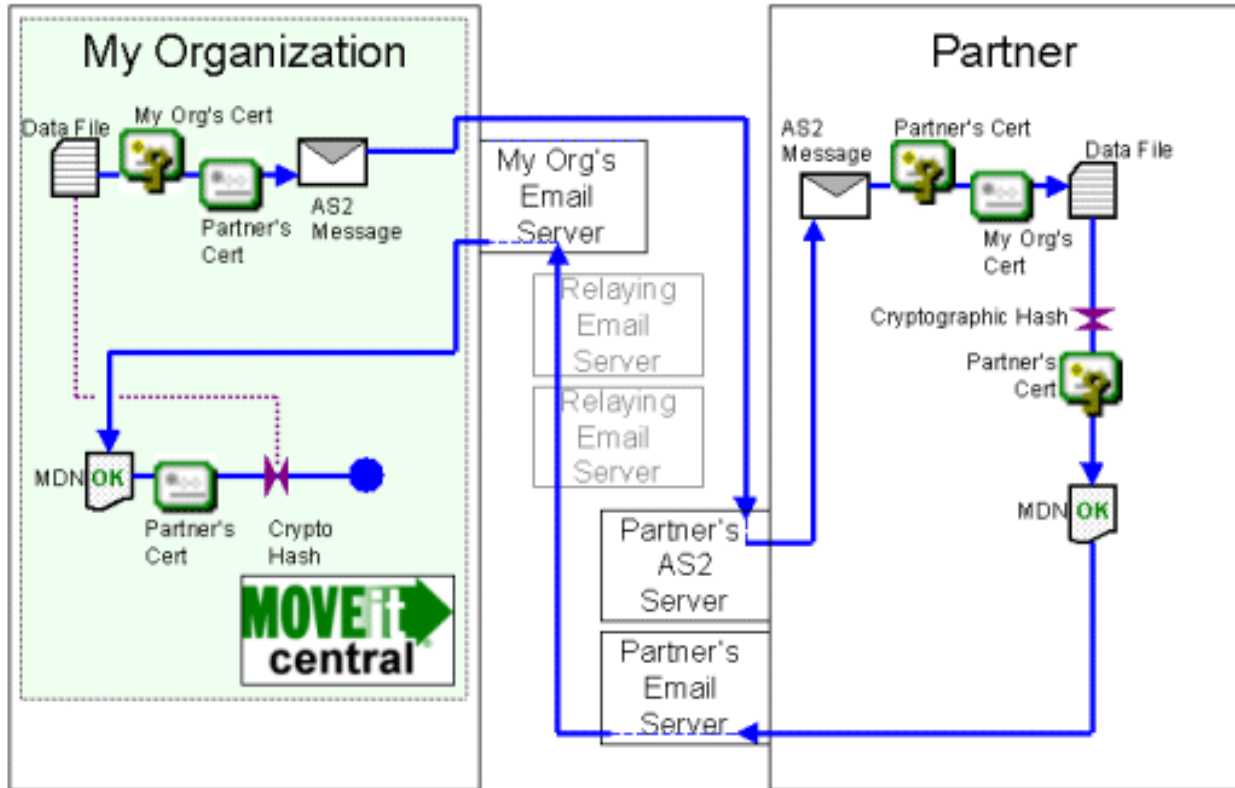 My Organization
Data File
My Org's Cert
Partner's
Cert
AS2
Message
My Org's
Email
Server
Relaying
Email
Server
Relaying
Email
Server
MDN
OK
Partner's
Cert
Crypto
Hash
MOVEit
central
Partner's
AS2
Server
Partner's
Email
Server
Partner
AS2
Message
Partner's Cert
My Org's
Cert
Data File
Cryptographic Hash
Partner's
Cert
MDN
OK